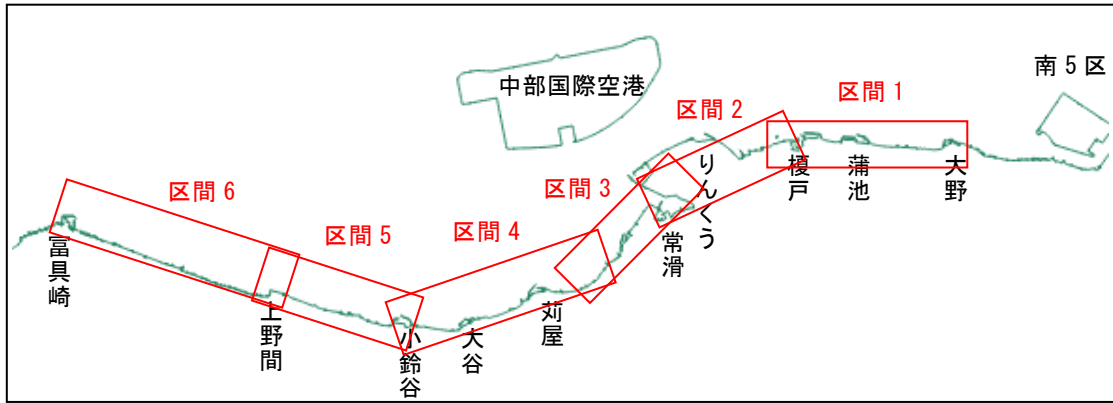 南5区
中部国際空港
区間1
区間2
区間3
区間4
区間5
区間6
大野
蒲池
榎戸
りんくう
常滑
苅屋
大谷
小鈴谷
上野間
冨具崎